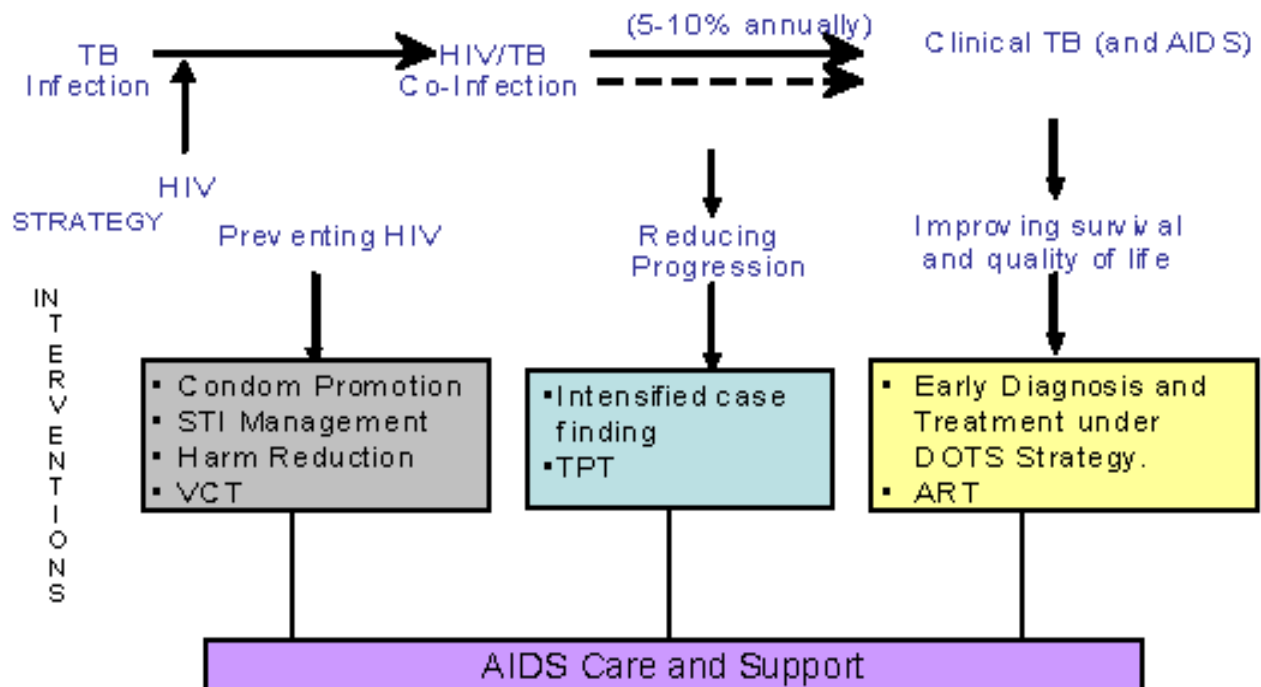 TB
Infection
HIV/TB
Co-Infection
(5-10% annually)
Clinical TB (and AIDS)
HIV
STRATEGY
Preventing HIV
Reducing
Progression
Improving survival
and quality of life
INTERVENTIONS
▪ Condom Promotion
▪ STI Management
▪ Harm Reduction
▪ VCT
▪Intensified case
finding
▪TPT
▪ Early Diagnosis and
Treatment under
DOTS Strategy.
▪ ART
AIDS Care and Support